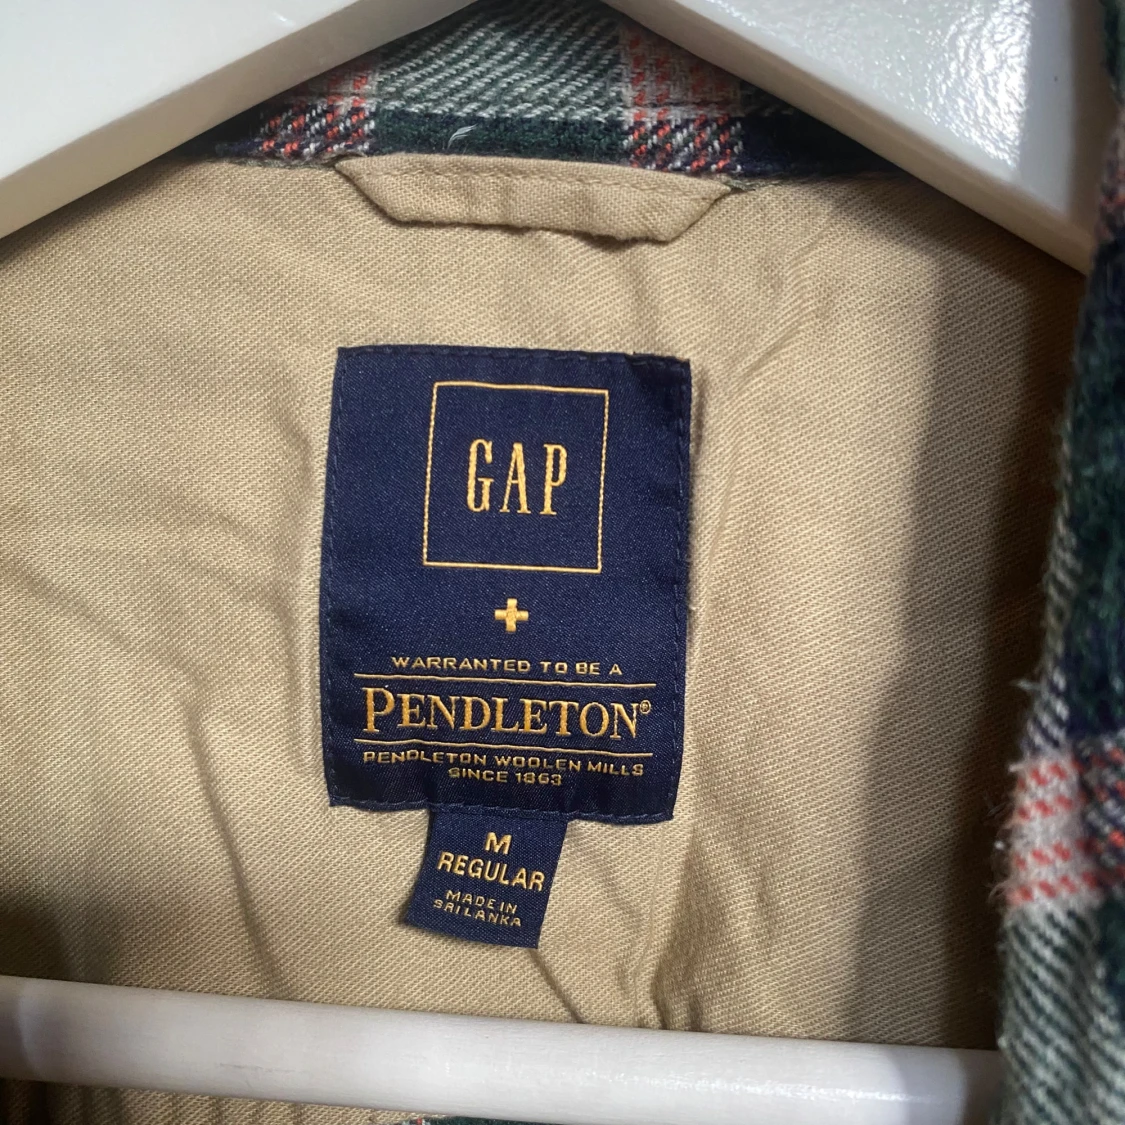 GAP
+
WARRANTED TO BE A
PENDLETON®
PENDLETON WOOLEN MILLS
SINCE 1863
M
REGULAR
MADE IN
SRI LANKA